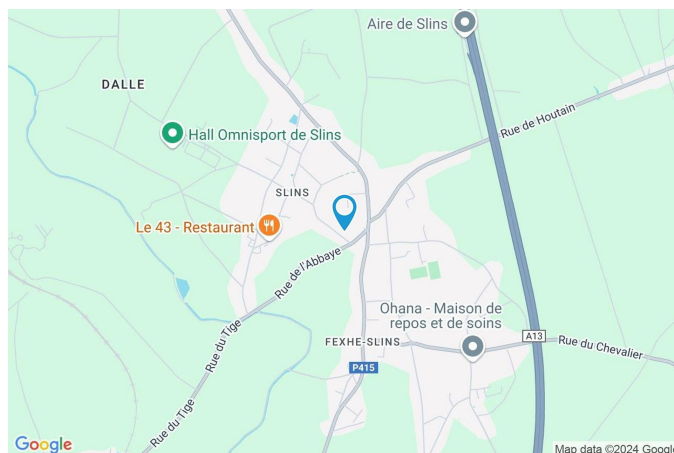 Aire de Slins
DALLE
Rue de Houtain
Hall Omnisport de Slins
SLINS
Le 43 - Restaurant
Rue de l'Abbaye
Ohana - Maison de
repos et de soins
Rue du Tige
FEXHE-SLINS
A13
Rue du Chevalier
P415
Rue du Tige
Google
Map data ©2024 Google